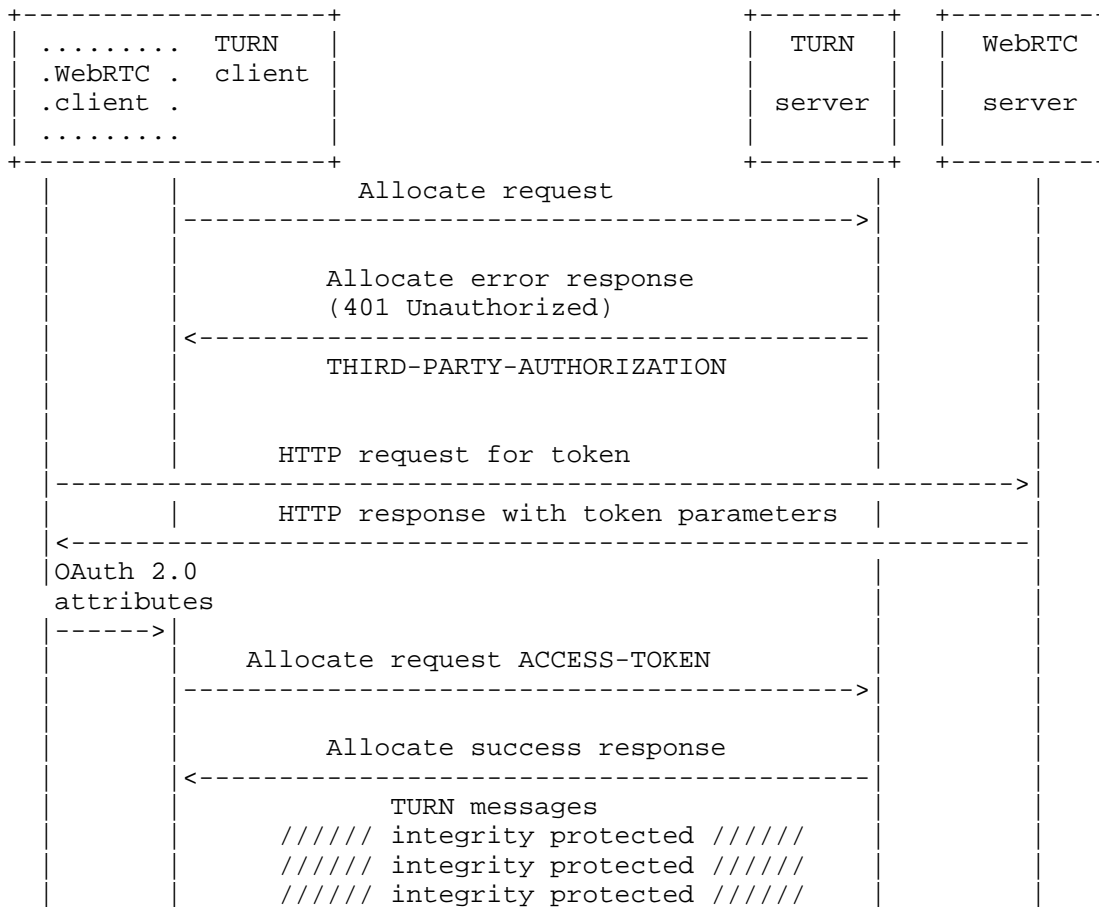 ......... TURN TURN WebRTC
.WebRTC . client
.client . server server
.........
Allocate request
Allocate error response
(401 Unauthorized)
THIRD-PARTY-AUTHORIZATION
HTTP request for token
HTTP response with token parameters
OAuth 2.0
attributes
Allocate request ACCESS-TOKEN
Allocate success response
TURN messages
////// integrity protected //////
////// integrity protected //////
////// integrity protected //////